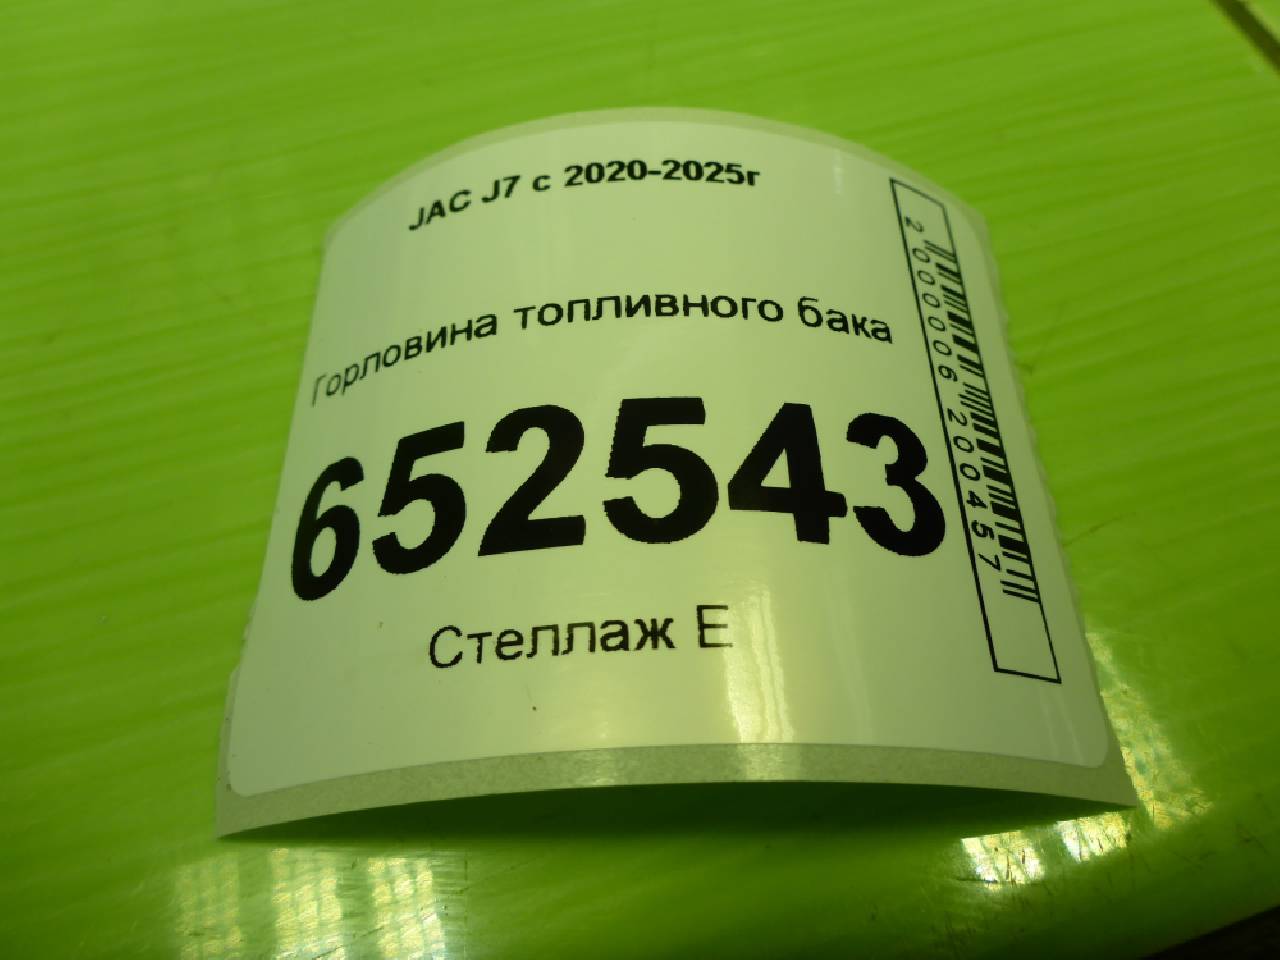 JAC J7 с 2020-2025г
Горловина топливного бака
652543
Стеллаж Е
2000006200457